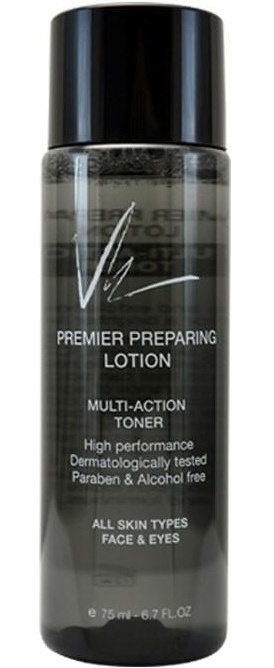 PREMIER PREPARING
LOTION
MULTI-ACTION
TONER
High performance
Dermatologically tested
Paraben & Alcohol free
ALL SKIN TYPES
FACE & EYES
e 75 ml - 6.7 FL.OZ